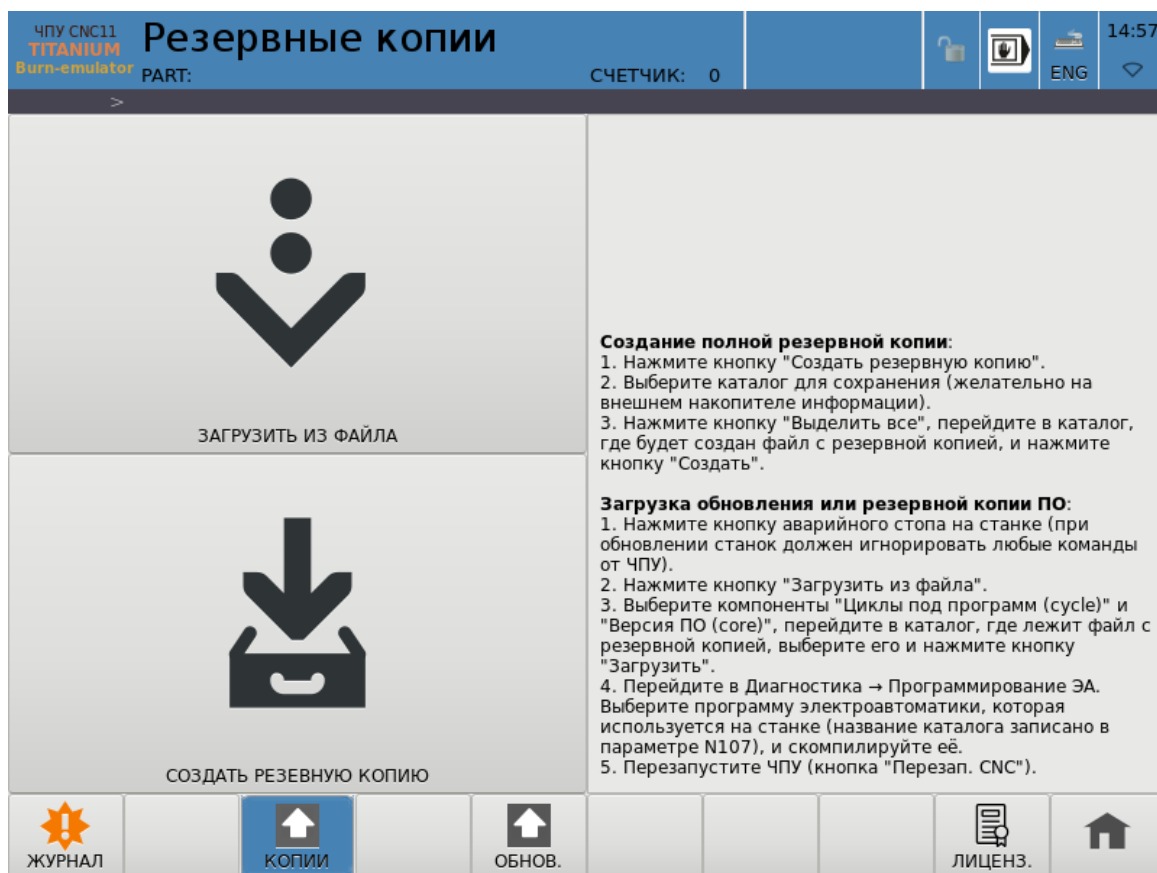 ЧПУ CNC11
TITANIUM
Burn-emulator
Резервные копии
PART:
СЧЕТЧИК: 0
ENG
14:57
>
ЗАГРУЗИТЬ ИЗ ФАЙЛА
СОЗДАТЬ РЕЗЕВНУЮ КОПИЮ
Создание полной резервной копии:
1. Нажмите кнопку "Создать резервную копию".
2. Выберите каталог для сохранения (желательно на
внешнем накопителе информации).
3. Нажмите кнопку "Выделить все", перейдите в каталог,
где будет создан файл с резервной копией, и нажмите
кнопку "Создать".
Загрузка обновления или резервной копии ПО:
1. Нажмите кнопку аварийного стопа на станке (при
обновлении станок должен игнорировать любые команды
от ЧПУ).
2. Нажмите кнопку "Загрузить из файла".
3. Выберите компоненты "Циклы под программ (cycle)" и
"Версия ПО (core)", перейдите в каталог, где лежит файл с
резервной копией, выберите его и нажмите кнопку
"Загрузить".
4. Перейдите в Диагностика → Программирование ЭА.
Выберите программу электроавтоматики, которая
используется на станке (название каталога записано в
параметре N107), и скомпилируйте её.
5. Перезапустите ЧПУ (кнопка "Перезап. CNC").
ЖУРНАЛ
КОПИИ
ОБНОВ.
ЛИЦЕНЗ.